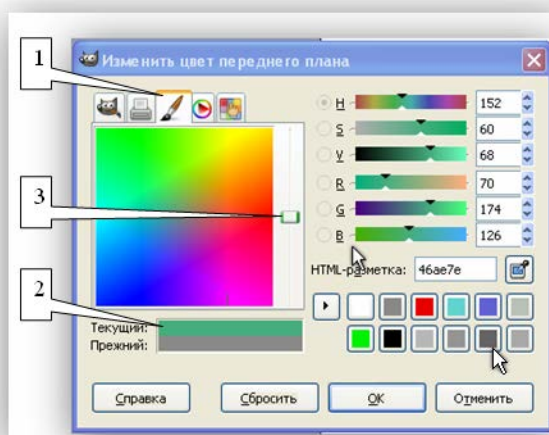 1
Изменить цвет переднего плана
H 152
S 60
V 68
R 70
3
G 174
B 126
HTML-разметка: 46ae7e
2
Текущий:
Прежний:
Справка Сбросить OK Отменить